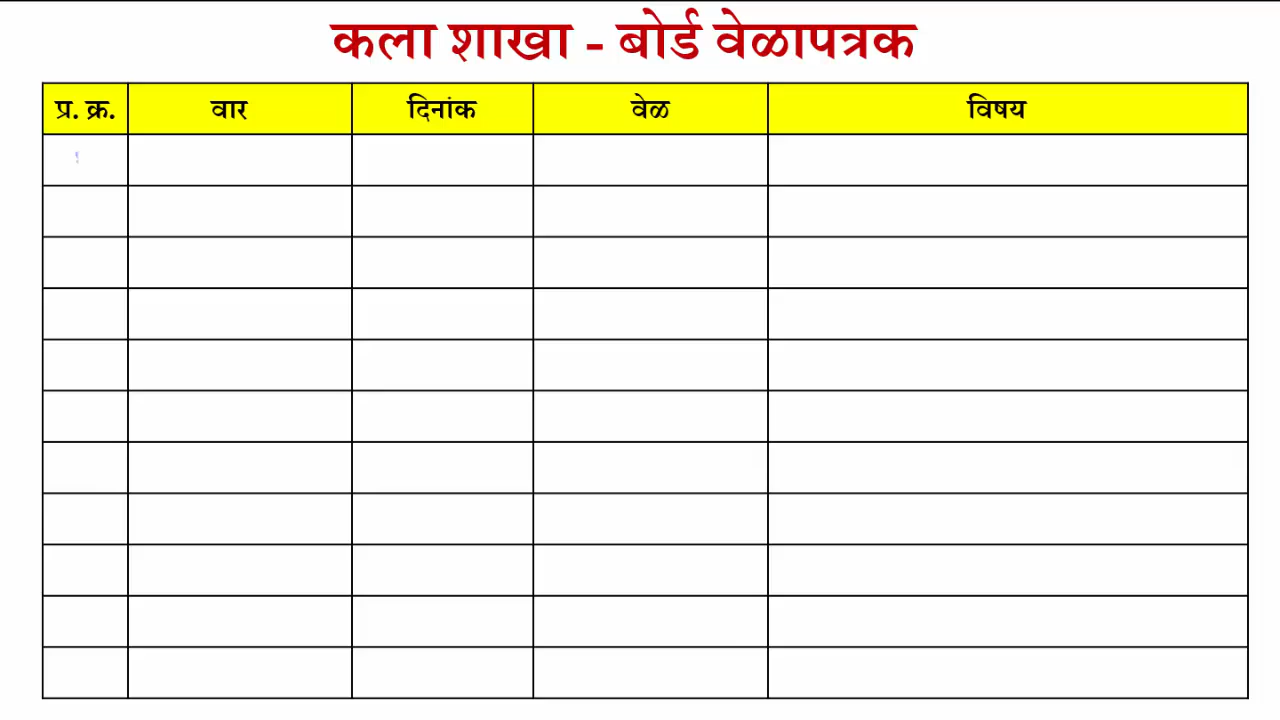 कला शाखा - बोर्ड वेळापत्रक
प्र. क्र. वार दिनांक वेळ विषय